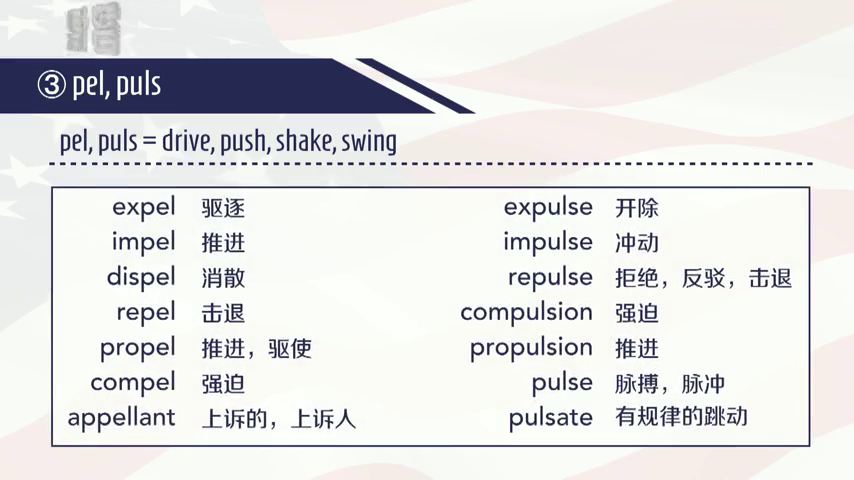 ③ pel, puls
pel, puls = drive, push, shake, swing
expel 驱逐
impel 推进
dispel 消散
repel 击退
propel 推进，驱使
compel 强迫
appellant 上诉的，上诉人
expulse 开除
impulse 冲动
repulse 拒绝，反驳，击退
compulsion 强迫
propulsion 推进
pulse 脉搏，脉冲
pulsate 有规律的跳动